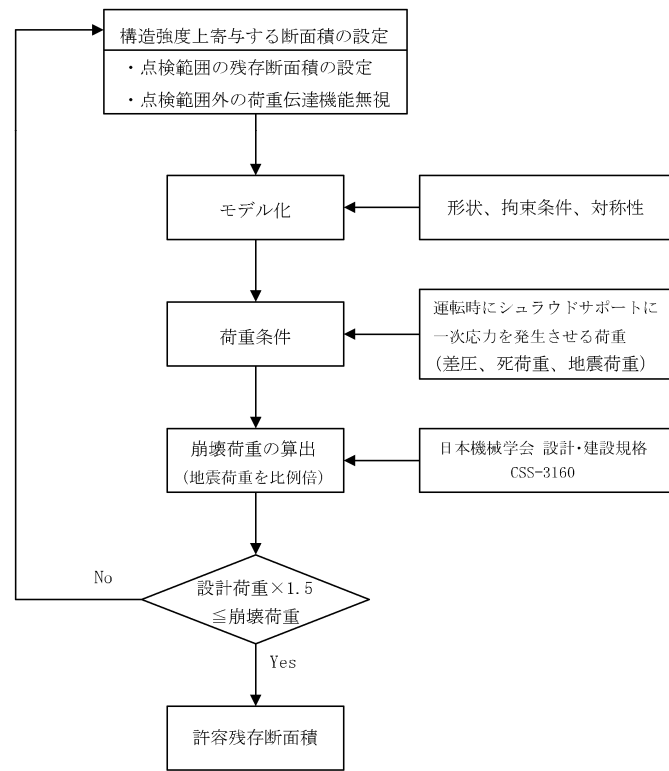 構造強度上寄与する断面積の設定
・点検範囲の残存断面積の設定
・点検範囲外の荷重伝達機能無視
モデル化
形状、拘束条件、対称性
荷重条件
運転時にシュラウドサポートに
一次応力を発生させる荷重
(差圧、死荷重、地震荷重)
崩壊荷重の算出
(地震荷重を比例倍)
日本機械学会 設計・建設規格
CSS-3160
設計荷重×1.5
≦崩壊荷重
No
Yes
許容残存断面積